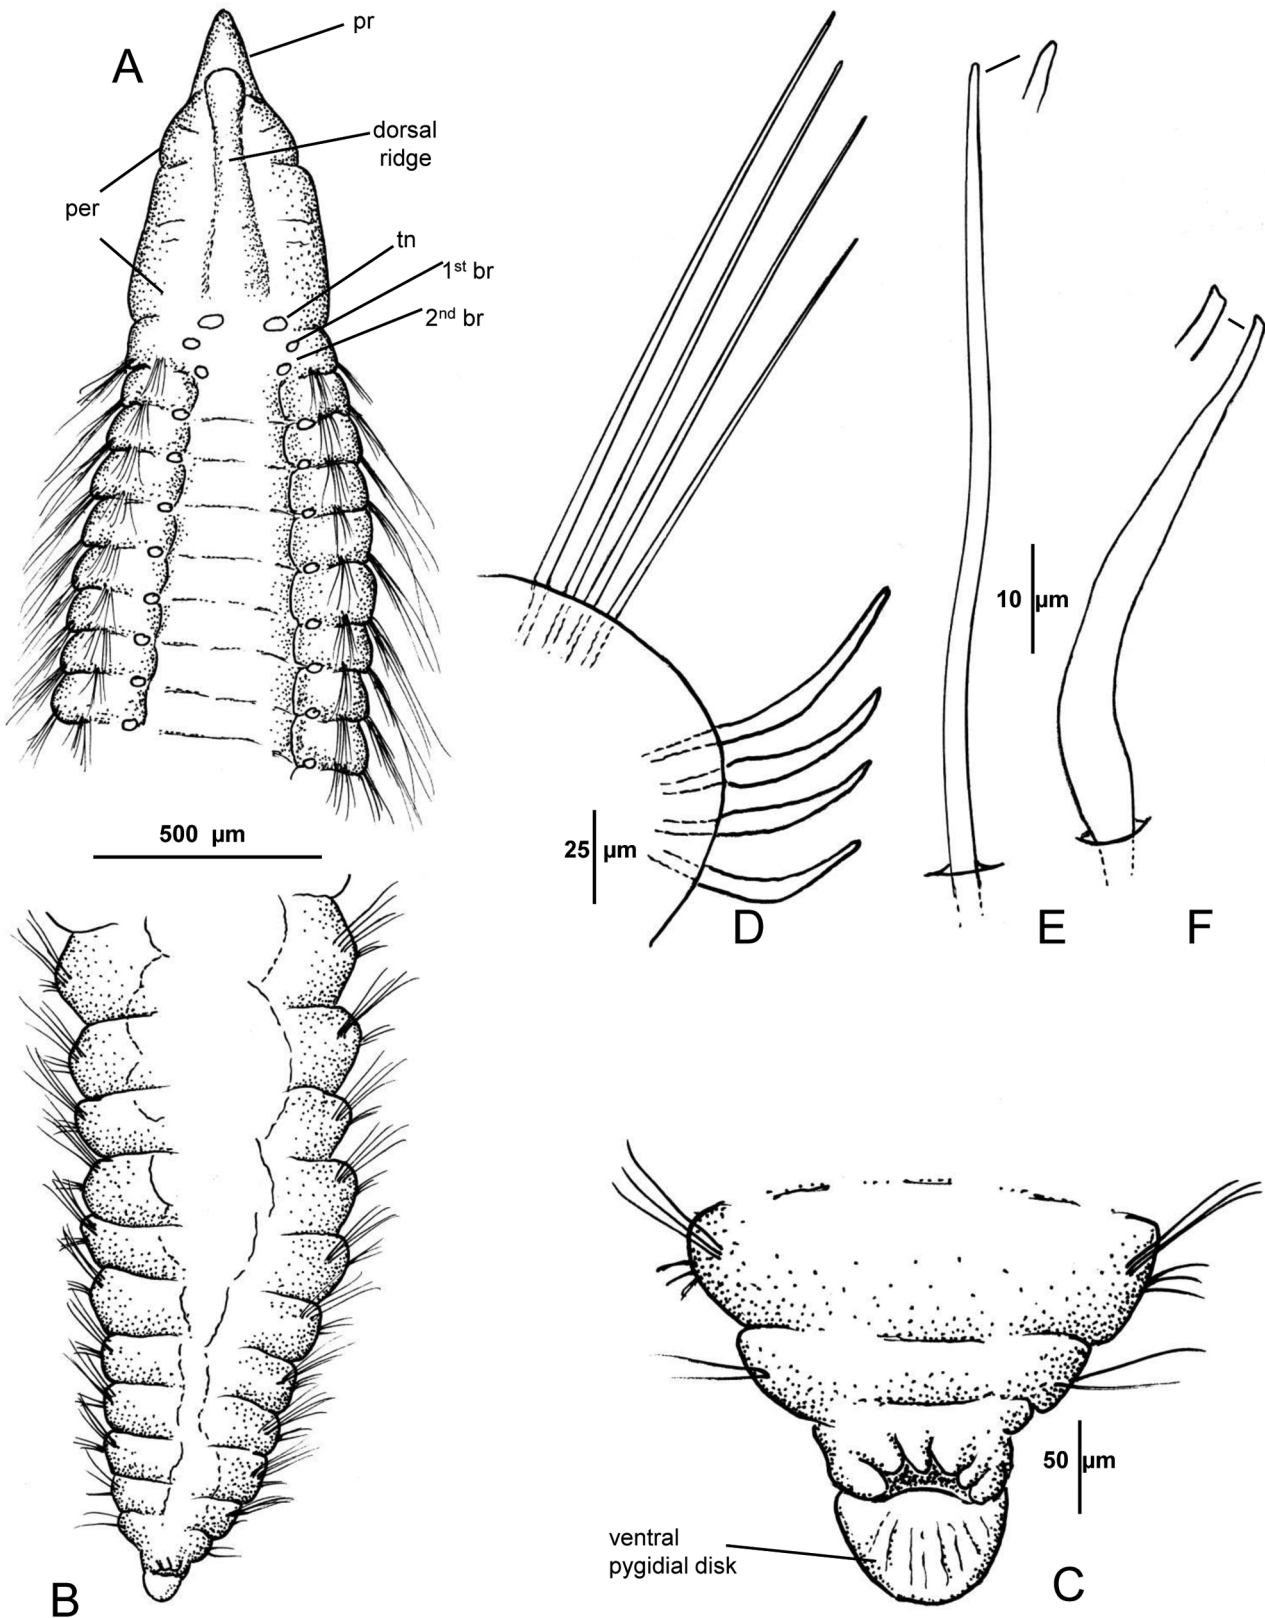 A
pr
dorsal
ridge
per
tn
1st br
2nd br
500 µm
25 µm
D
10 µm
E
F
B
50 µm
ventral
pygidial disk
C